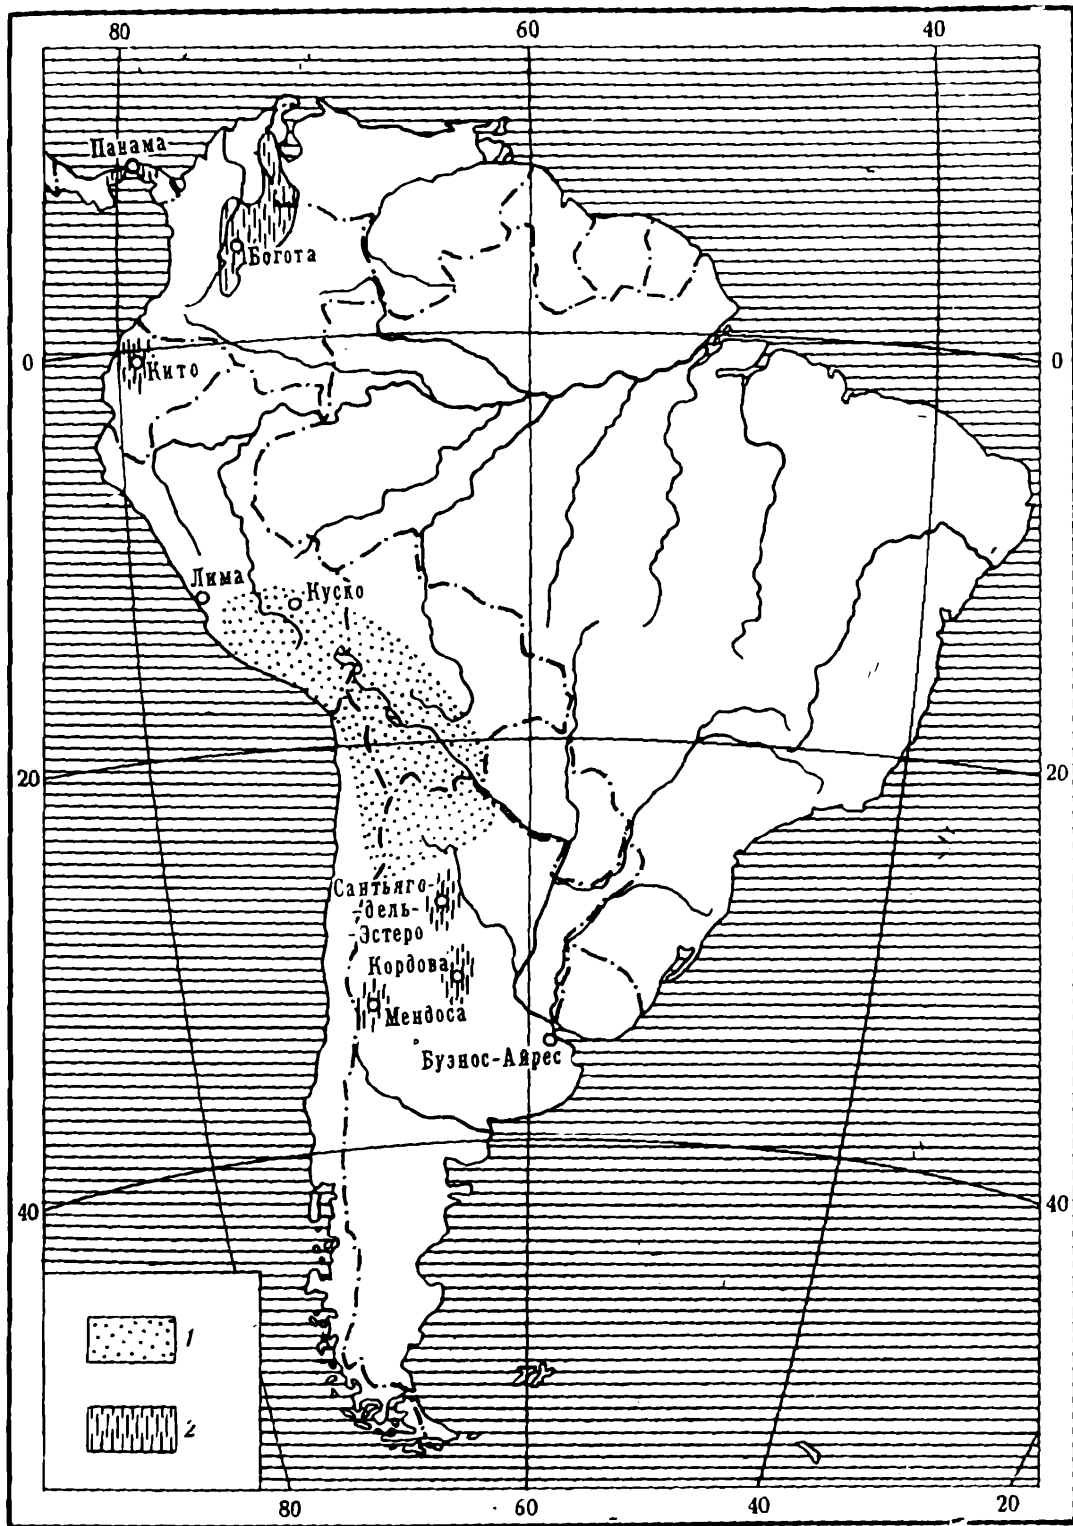 80
60
40
Панама
Богота
0
Кито
0
Лима
Куско
20
20
Сантьяго-
-дель-
-Эстеро
Кордова
Мендоса
Буэнос-Айрес
40
40
1
2
80
60
40
20